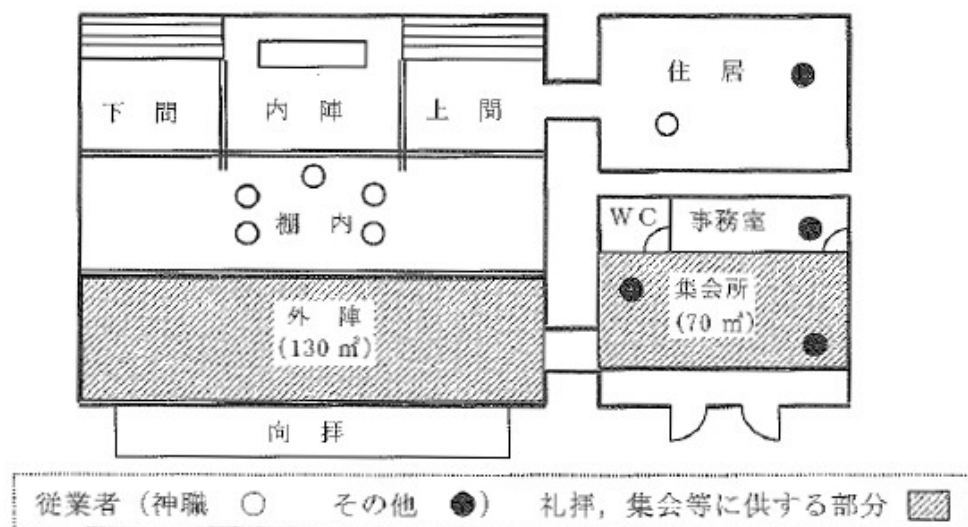 下間
内陣
上間
住居
棚内
WC
事務室
外陣
(130 ㎡)
集会所
(70 ㎡)
向拝
従業者 (神職 ○ その他 ●) 礼拝,集会等に供する部分